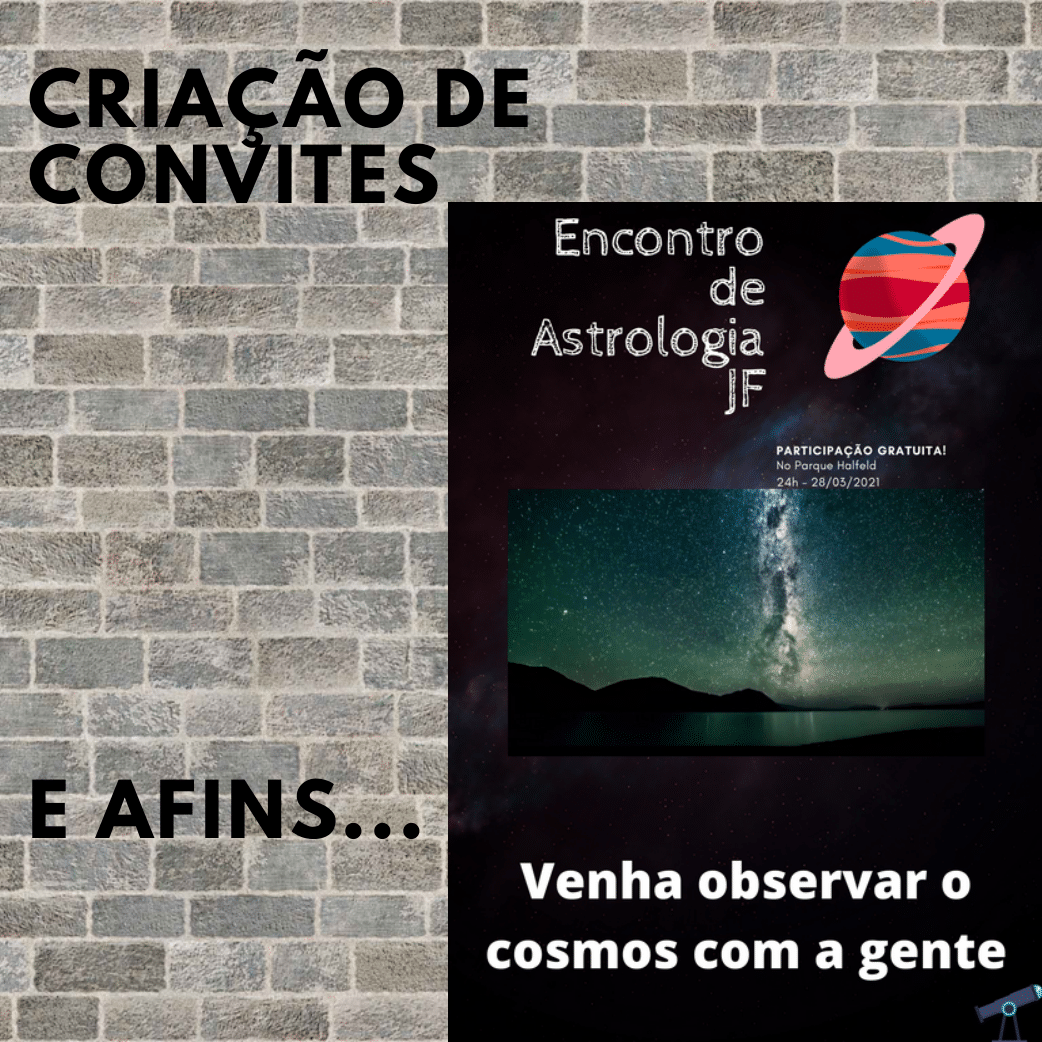 CRIAÇÃO DE
CONVITES
Encontro
de
Astrologia
JF
PARTICIPAÇÃO GRATUITA!
No Parque Halfeld
24h - 28/03/2021
E AFINS...
Venha observar o
cosmos com a gente